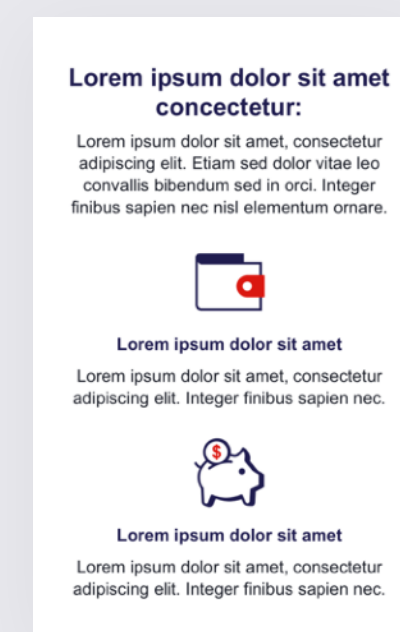 Lorem ipsum dolor sit amet
concectetur:
Lorem ipsum dolor sit amet, consectetur
adipiscing elit. Etiam sed dolor vitae leo
convallis bibendum sed in orci. Integer
finibus sapien nec nisl elementum ornare.
Lorem ipsum dolor sit amet
Lorem ipsum dolor sit amet, consectetur
adipiscing elit. Integer finibus sapien nec.
$
Lorem ipsum dolor sit amet
Lorem ipsum dolor sit amet, consectetur
adipiscing elit. Integer finibus sapien nec.